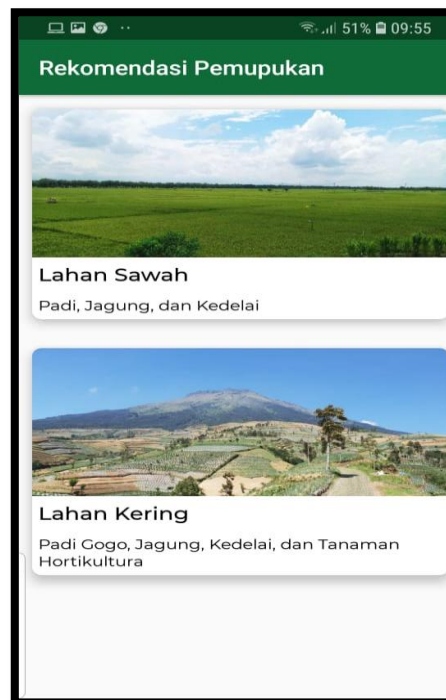 51% 09:55
Rekomendasi Pemupukan
Lahan Sawah
Padi, Jagung, dan Kedelai
Lahan Kering
Padi Gogo, Jagung, Kedelai, dan Tanaman
Hortikultura